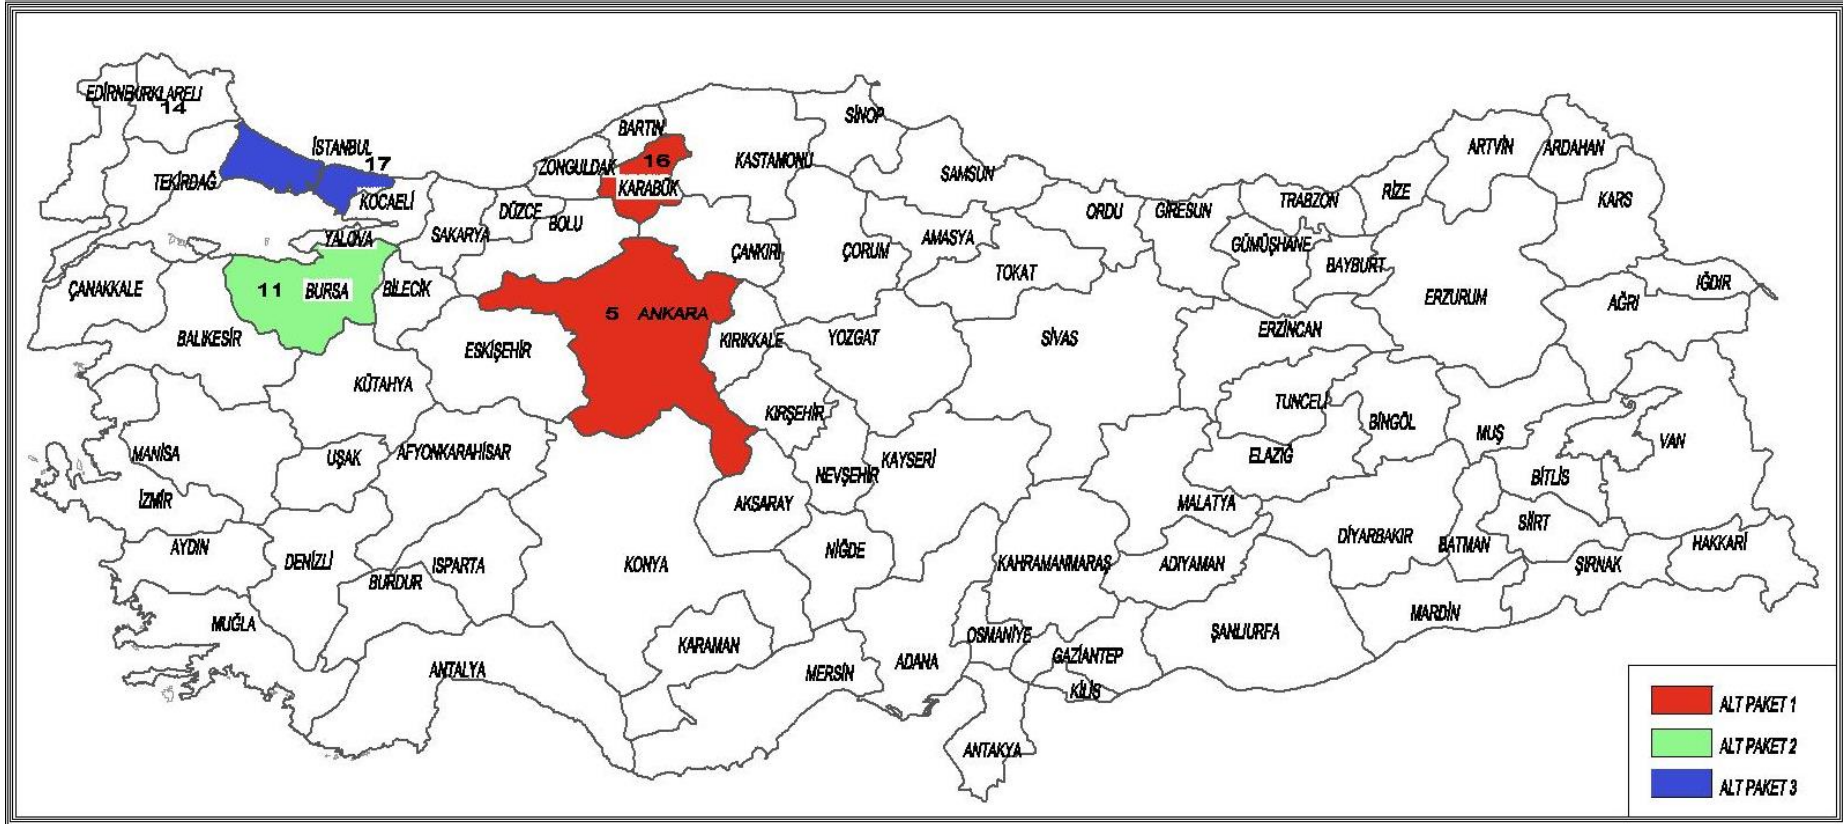 EDİRNE
KIRKLARELİ
14
İSTANBUL
17
TEKİRDAĞ
KOCAELİ
YALOVA
SAKARYA
DÜZCE
BOLU
ZONGULDAK
BARTIN
16
KARABÜK
KASTAMONU
SİNOP
SAMSUN
ORDU
GİRESUN
TRABZON
RİZE
ARTVİN
ARDAHAN
KARS
ÇANAKKALE
BALIKESİR
11
BURSA
BİLECİK
ESKİŞEHİR
5
ANKARA
ÇANKIRI
KIRIKKALE
ÇORUM
AMASYA
TOKAT
YOZGAT
SİVAS
GÜMÜŞHANE
BAYBURT
ERZİNCAN
ERZURUM
AĞRI
IĞDIR
KÜTAHYA
MANİSA
UŞAK
AFYONKARAHİSAR
KIRŞEHİR
NEVŞEHİR
KAYSERİ
TUNCELİ
BİNGÖL
ELAZIĞ
MUŞ
BİTLİS
VAN
İZMİR
AYDIN
DENİZLİ
BURDUR
ISPARTA
KONYA
AKSARAY
NİĞDE
KAHRAMANMARAŞ
MALATYA
ADIYAMAN
DİYARBAKIR
BATMAN
SİİRT
ŞIRNAK
HAKKARİ
MUĞLA
ANTALYA
KARAMAN
MERSİN
ADANA
OSMANİYE
GAZİANTEP
KİLİS
ŞANLIURFA
MARDİN
ANTAKYA
ALT PAKET 1
ALT PAKET 2
ALT PAKET 3